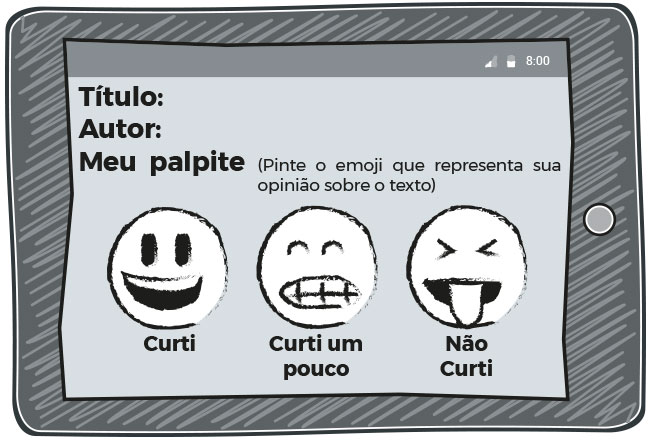 8:00
Título:
Autor:
Meu palpite (Pinte o emoji que representa sua
opinião sobre o texto)
Curti
Curti um
pouco
Não
Curti